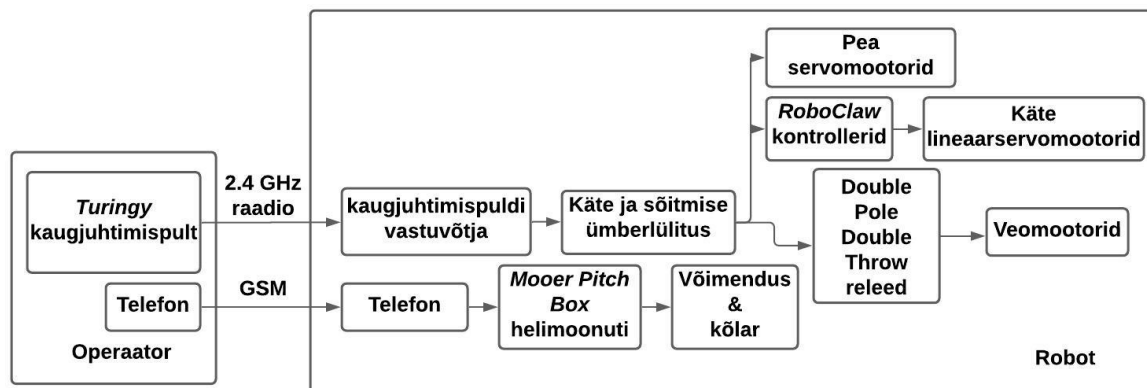 Turingy
kaugjuhtimispult
Telefon
Operaator
2.4 GHz
raadio
GSM
kaugjuhtimispuldi
vastuvõtja
Käte ja sõitmise
ümberlülitus
Pea
servomootorid
RoboClaw
kontrollerid
Käte
lineaarservomootorid
Double
Pole
Double
Throw
releed
Veomootorid
Telefon
Mooer Pitch
Box
helimoonuti
Võimendus
&
kõlar
Robot